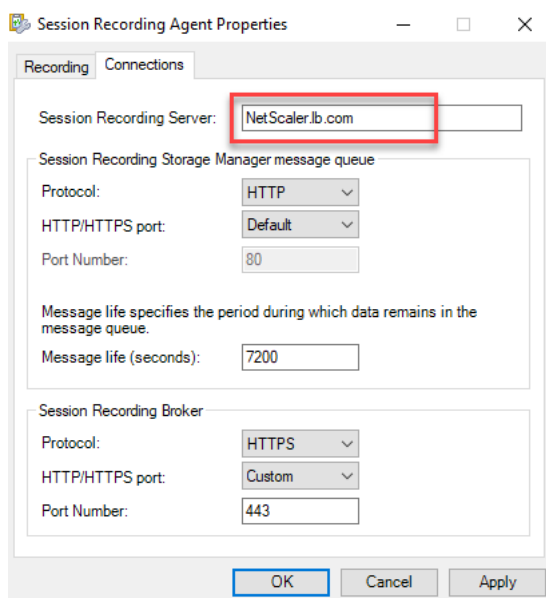 Session Recording Agent Properties
Recording
Connections
Session Recording Server:
NetScaler.lb.com
Session Recording Storage Manager message queue
Protocol:
HTTP
HTTP/HTTPS port:
Default
Port Number:
80
Message life specifies the period during which data remains in the
message queue.
Message life (seconds):
7200
Session Recording Broker
Protocol:
HTTPS
HTTP/HTTPS port:
Custom
Port Number:
443
OK
Cancel
Apply